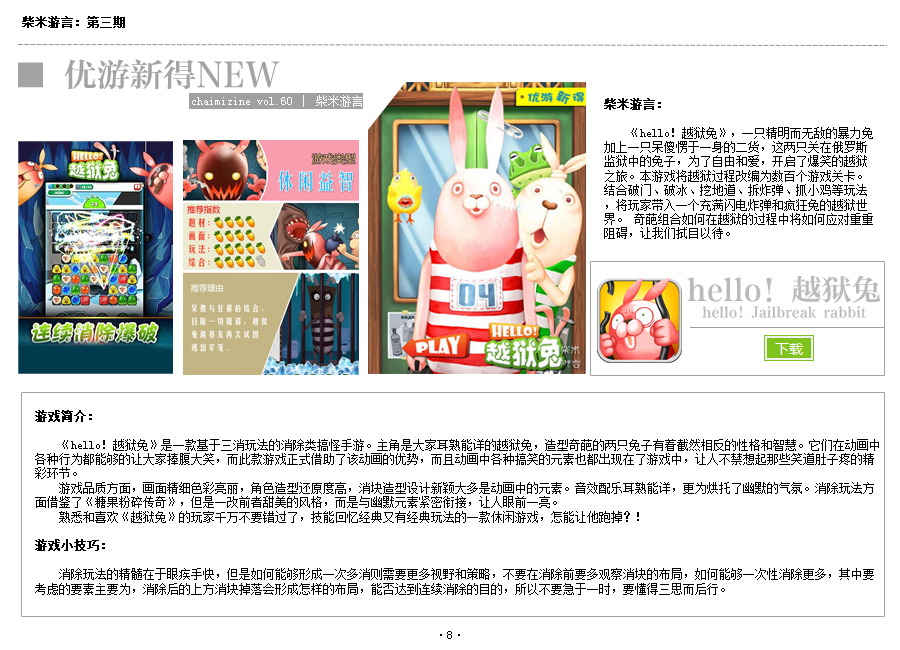 柴米游言：第三期
优游新得NEW
chaimizine vol.60 | 柴米游言
HELLO!
越狱兔
连续消除爆破
游戏类型
休闲益智
推荐指数
题材：
画面：
玩法：
综合：
推荐理由
呆傻与狂暴的结合，
扫除一切障碍，越狱
兔将基友再次试图
逃出牢笼。
·优游新得
04
PLAY
HELLO!
越狱兔
柴米游言：
《hello！越狱兔》，一只精明而无敌的暴力兔
加上一只呆傻愣于一身的二货，这两只关在俄罗斯
监狱中的兔子，为了自由和爱，开启了爆笑的越狱
之旅。本游戏将越狱过程改编为数百个游戏关卡。
结合破门、破冰、挖地道、拆炸弹、抓小鸡等玩法
，将玩家带入一个充满闪电炸弹和疯狂兔的越狱世
界。 奇葩组合如何在越狱的过程中将如何应对重重
阻碍，让我们拭目以待。
hello！越狱兔
hello！Jailbreak rabbit
下载
游戏简介：
《hello！越狱兔》是一款基于三消玩法的消除类搞怪手游。主角是大家耳熟能详的越狱兔，造型奇葩的两只兔子有着截然相反的性格和智慧。它们在动画中
各种行为都能够的让大家捧腹大笑，而此款游戏正式借助了该动画的优势，而且动画中各种搞笑的元素也都出现在了游戏中，让人不禁想起那些笑道肚子疼的精
彩环节。
游戏品质方面，画面精细色彩亮丽，角色造型还原度高，消块造型设计新颖大多是动画中的元素。音效配乐耳熟能详，更为烘托了幽默的气氛。消除玩法方
面借鉴了《糖果粉碎传奇》，但是一改前者甜美的风格，而是与幽默元素紧密衔接，让人眼前一亮。
熟悉和喜欢《越狱兔》的玩家千万不要错过了，技能回忆经典又有经典玩法的一款休闲游戏，怎能让他跑掉？！
游戏小技巧：
消除玩法的精髓在于眼疾手快，但是如何能够形成一次多消则需要更多视野和策略，不要在消除前要多观察消块的布局，如何能够一次性消除更多，其中要
考虑的要素主要为，消除后的上方消块掉落会形成怎样的布局，能否达到连续消除的目的，所以不要急于一时，要懂得三思而后行。
·8·